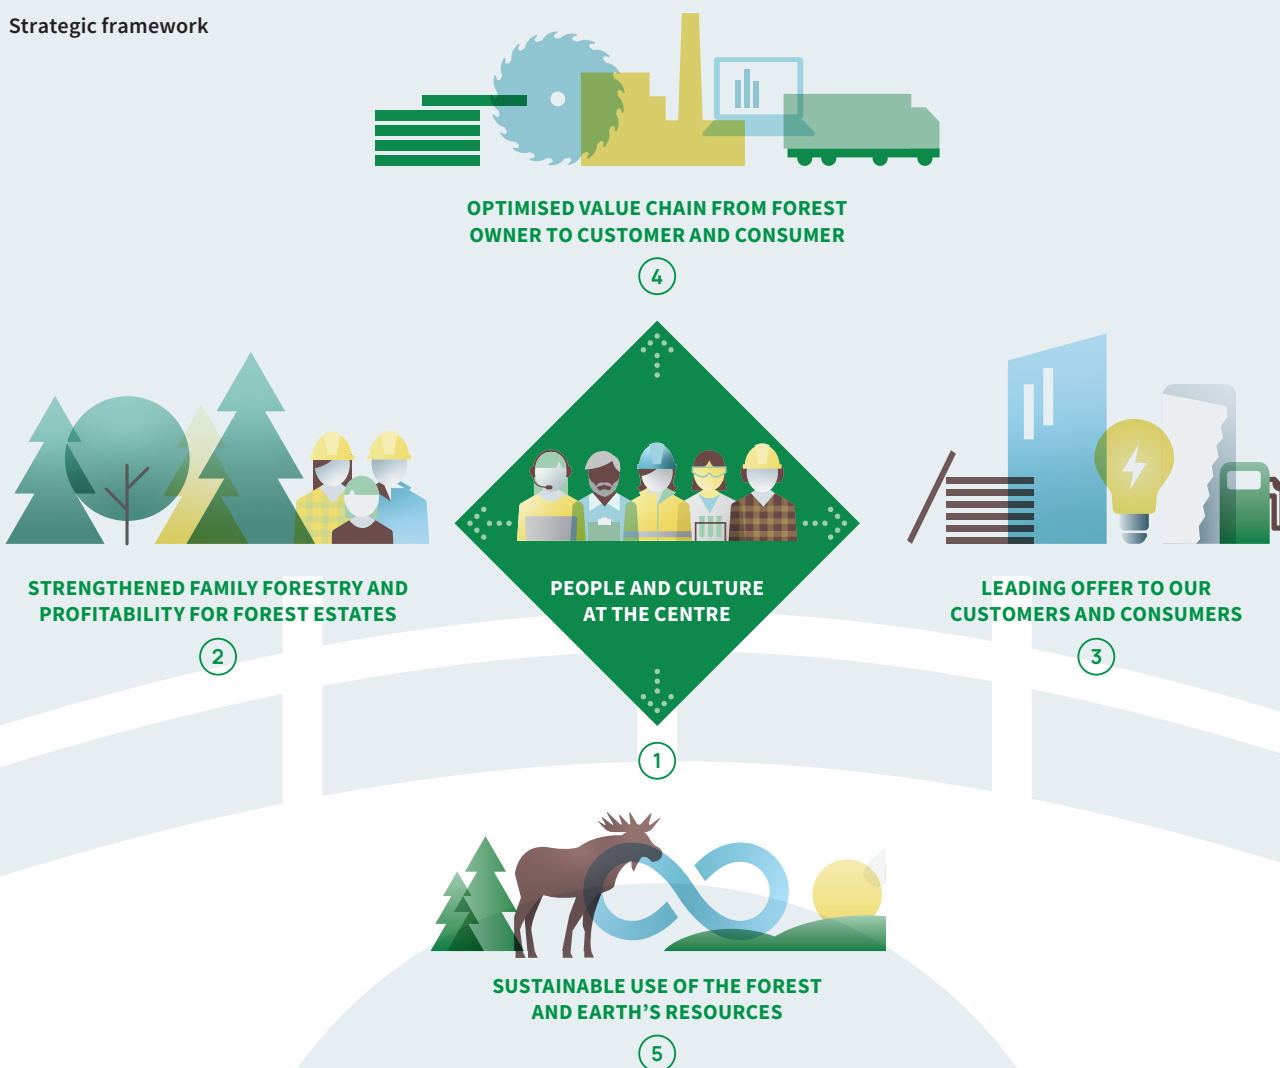 Strategic framework
OPTIMISED VALUE CHAIN FROM FOREST
OWNER TO CUSTOMER AND CONSUMER
4
STRENGTHENED FAMILY FORESTRY AND
PROFITABILITY FOR FOREST ESTATES
2
PEOPLE AND CULTURE
AT THE CENTRE
1
LEADING OFFER TO OUR
CUSTOMERS AND CONSUMERS
3
SUSTAINABLE USE OF THE FOREST
AND EARTH’S RESOURCES
5